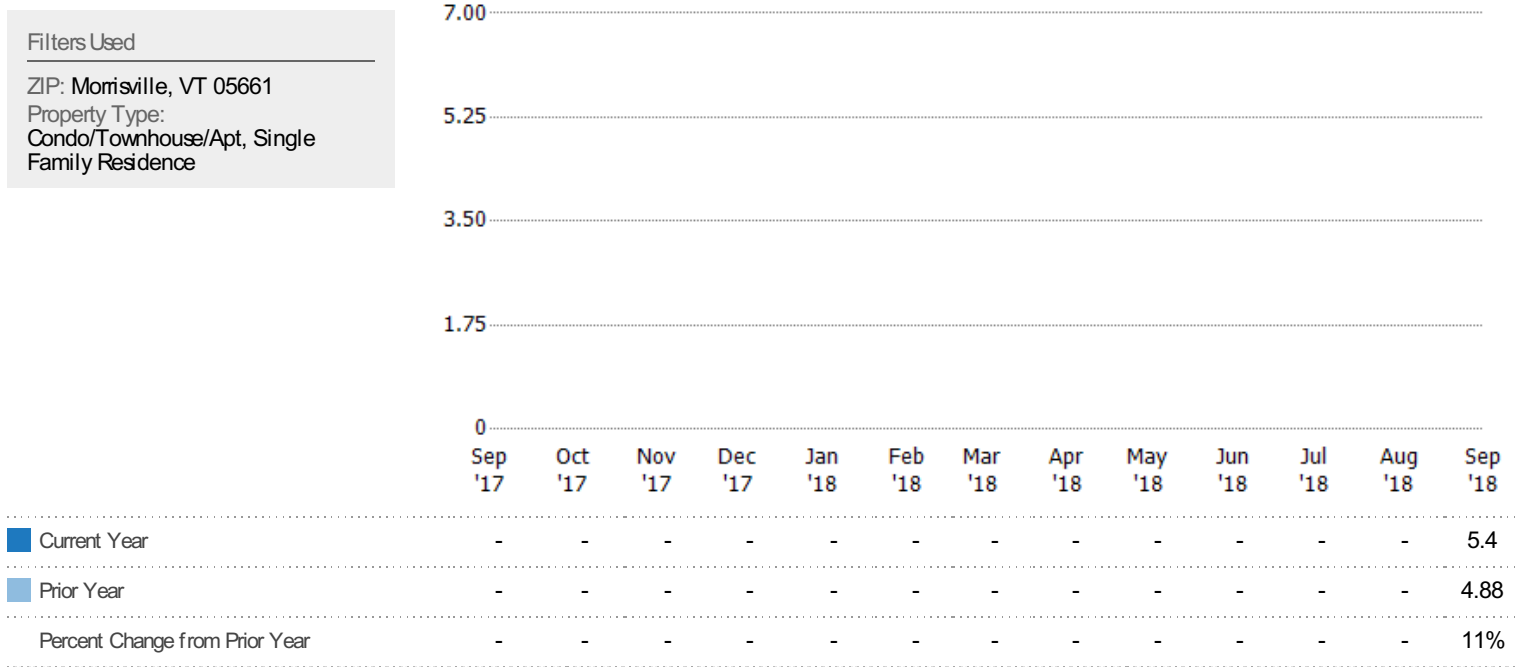 Filters Used
ZIP: Morrisville, VT 05661
Property Type:
Condo/Townhouse/Apt, Single
Family Residence
7.00
5.25
3.50
1.75
0
Sep Oct Nov Dec Jan Feb Mar Apr May Jun Jul Aug Sep
'17 '17 '17 '17 '18 '18 '18 '18 '18 '18 '18 '18 '18
Current Year - - - - - - - - - - - - 5.4
Prior Year - - - - - - - - - - - - 4.88
Percent Change from Prior Year - - - - - - - - - - - - 11%